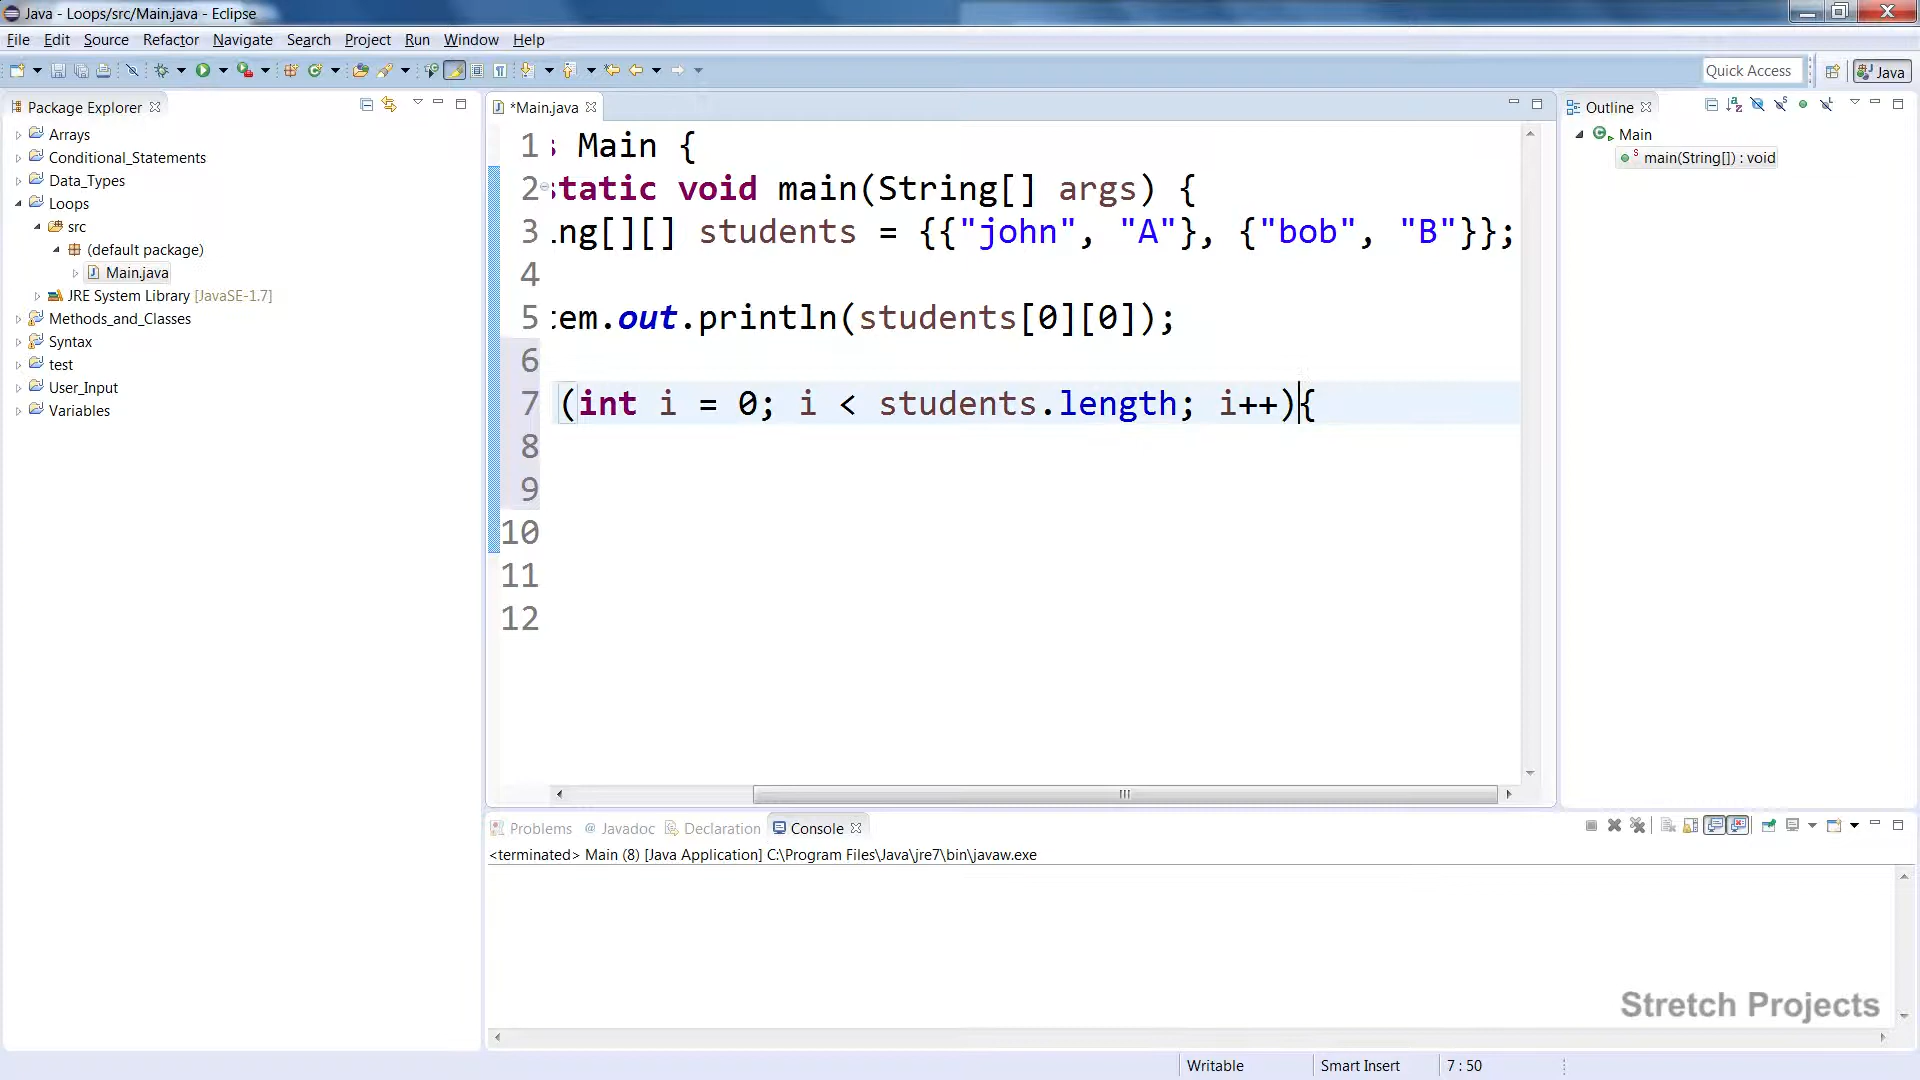 Java - Loops/src/Main.java - Eclipse
File Edit Source Refactor Navigate Search Project Run Window Help
Quick Access
Java
Package Explorer
Arrays
Conditional_Statements
Data_Types
Loops
src
(default package)
Main.java
JRE System Library [JavaSE-1.7]
Methods_and_Classes
Syntax
test
User_Input
Variables
*Main.java
1 s Main {
2 static void main(String[] args) {
3 ing[][] students = {{"john", "A"}, {"bob", "B"}};
4
5 tem.out.println(students[0][0]);
6
7 (int i = 0; i < students.length; i++){
8
9
10
11
12
Outline
Main
main(String[]) : void
Problems @ Javadoc Declaration Console
<terminated> Main (8) [Java Application] C:\Program Files\Java\jre7\bin\javaw.exe
Stretch Projects
Writable Smart Insert 7 : 50